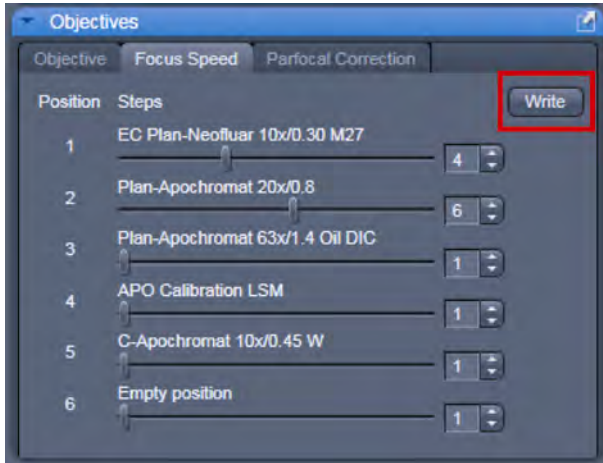 Objectives
Objective Focus Speed Parfocal Correction
Position Steps Write
EC Plan-Neofluar 10x/0.30 M27
1 4
Plan-Apochromat 20x/0.8
2 6
Plan-Apochromat 63x/1.4 Oil DIC
3 1
APO Calibration LSM
4 1
C-Apochromat 10x/0.45 W
5 1
Empty position
6 1